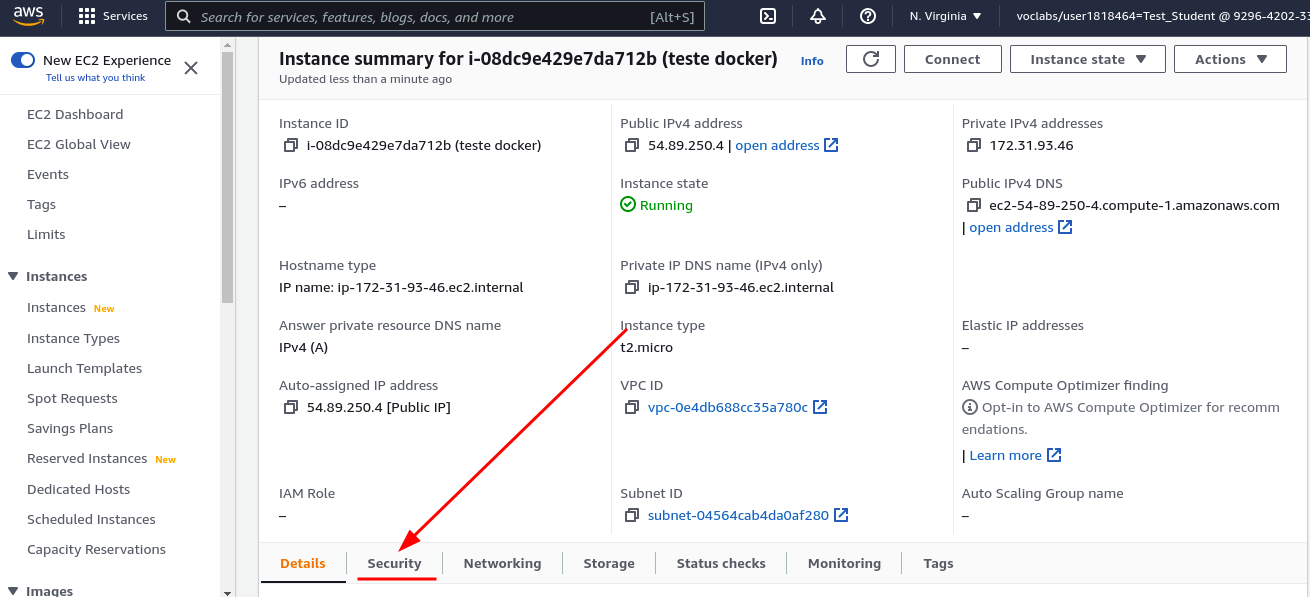 aws
Services
Search for services, features, blogs, docs, and more
[Alt+S]
N. Virginia
voclabs/user1818464=Test_Student @ 9296-4202-33
New EC2 Experience
Tell us what you think
EC2 Dashboard
EC2 Global View
Events
Tags
Limits
Instances
Instances New
Instance Types
Launch Templates
Spot Requests
Savings Plans
Reserved Instances New
Dedicated Hosts
Scheduled Instances
Capacity Reservations
Images
Instance summary for i-08dc9e429e7da712b (teste docker) Info
Updated less than a minute ago
Connect
Instance state
Actions
Instance ID
i-08dc9e429e7da712b (teste docker)
Public IPv4 address
54.89.250.4 | open address
Private IPv4 addresses
172.31.93.46
IPv6 address
–
Instance state
Running
Public IPv4 DNS
ec2-54-89-250-4.compute-1.amazonaws.com
| open address
Hostname type
IP name: ip-172-31-93-46.ec2.internal
Private IP DNS name (IPv4 only)
ip-172-31-93-46.ec2.internal
Answer private resource DNS name
IPv4 (A)
Instance type
t2.micro
Elastic IP addresses
–
Auto-assigned IP address
54.89.250.4 [Public IP]
VPC ID
vpc-0e4db688cc35a780c
AWS Compute Optimizer finding
Opt-in to AWS Compute Optimizer for recomm
endations.
| Learn more
IAM Role
–
Subnet ID
subnet-04564cab4da0af280
Auto Scaling Group name
–
Details
Security
Networking
Storage
Status checks
Monitoring
Tags